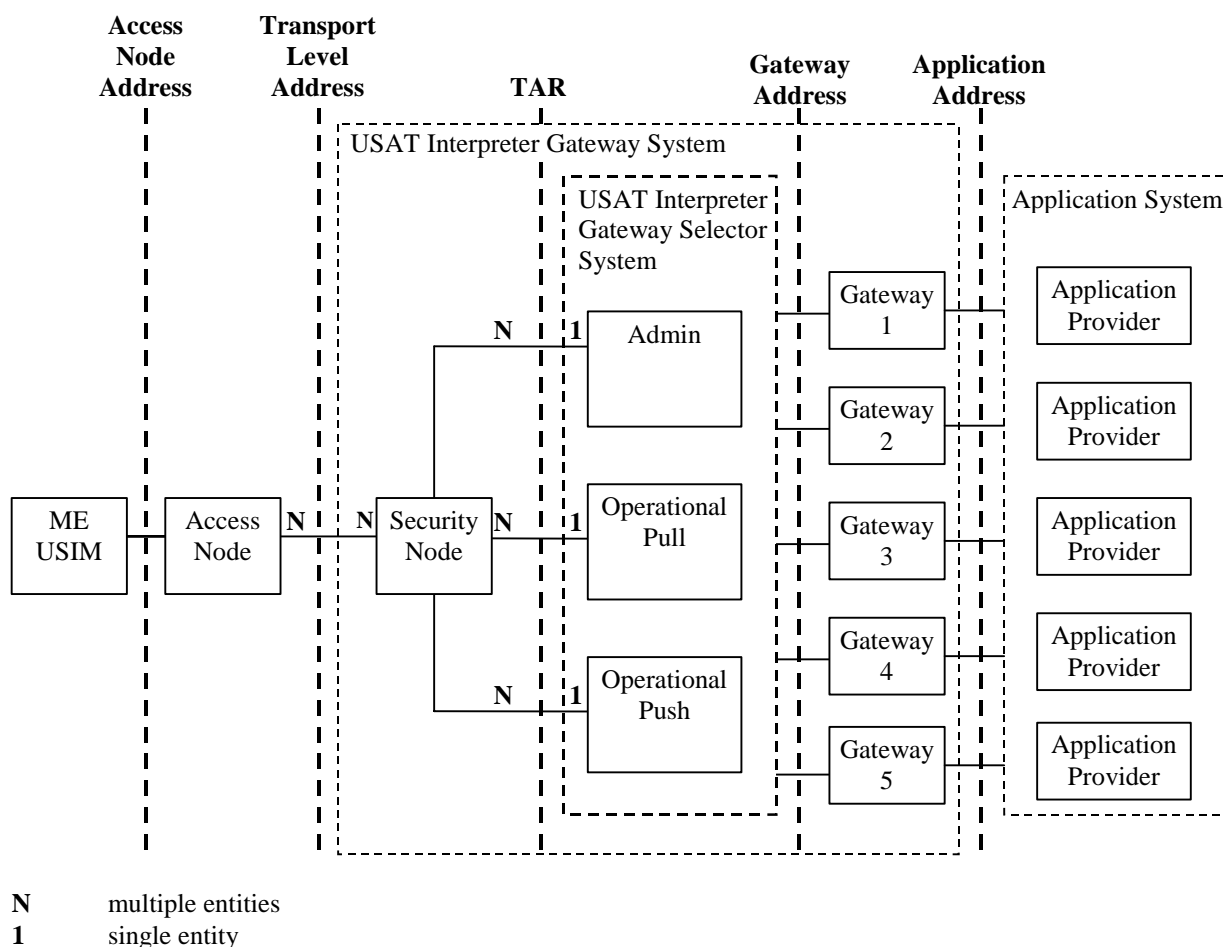 Access
Node
Address
Transport
Level
Address
TAR
Gateway
Address
Application
Address
USAT Interpreter Gateway System
USAT Interpreter
Gateway Selector
System
Application System
N
1
Admin
Gateway
1
Application
Provider
Gateway
2
Application
Provider
ME
USIM
Access
Node
N
N
Security
Node
N
1
Operational
Pull
Gateway
3
Application
Provider
N
1
Operational
Push
Gateway
4
Application
Provider
Gateway
5
Application
Provider
N multiple entities
1 single entity